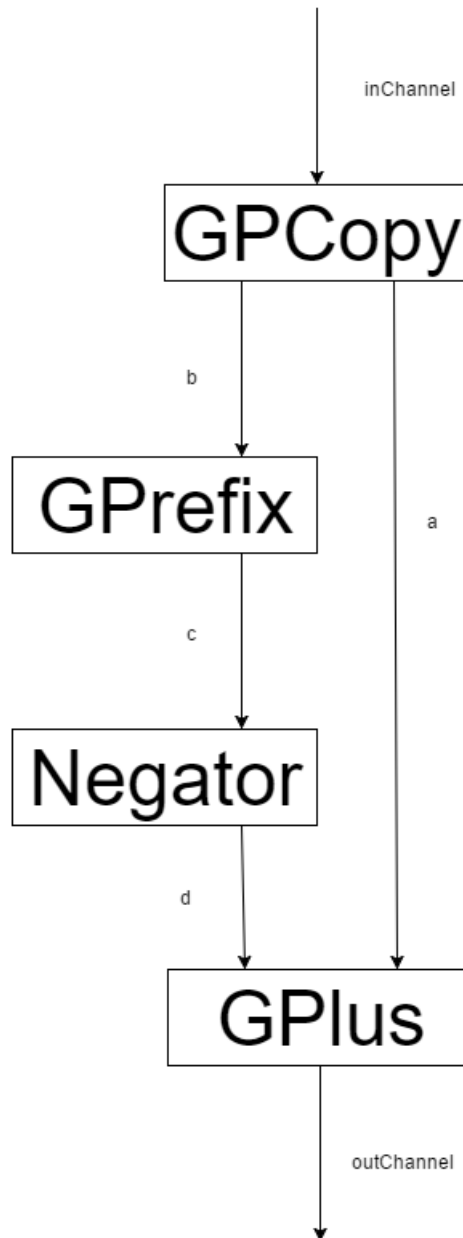 inChannel
GPCopy
b
GPrefix
a
c
Negator
d
GPlus
outChannel